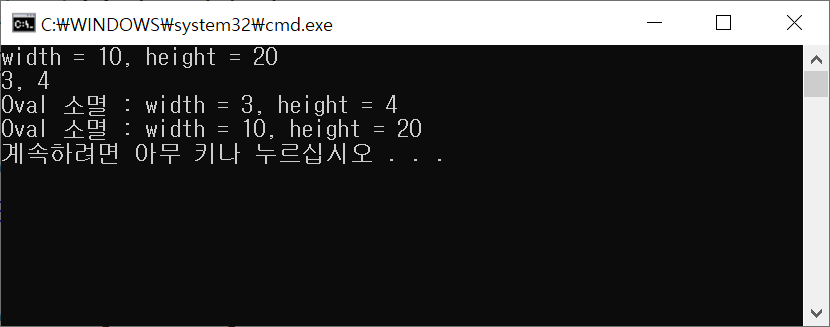 C:₩WINDOWS₩system32₩cmd.exe
width = 10, height = 20
3, 4
Oval 소멸 : width = 3, height = 4
Oval 소멸 : width = 10, height = 20
계속하려면 아무 키나 누르십시오 . . .